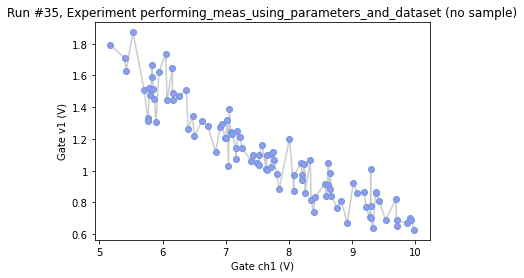 Run #35, Experiment performing_meas_using_parameters_and_dataset (no sample)
1.8
1.6
1.4
1.2
1
0.8
0.6
Gate v1 (V)
5 6 7 8 9 10
Gate ch1 (V)